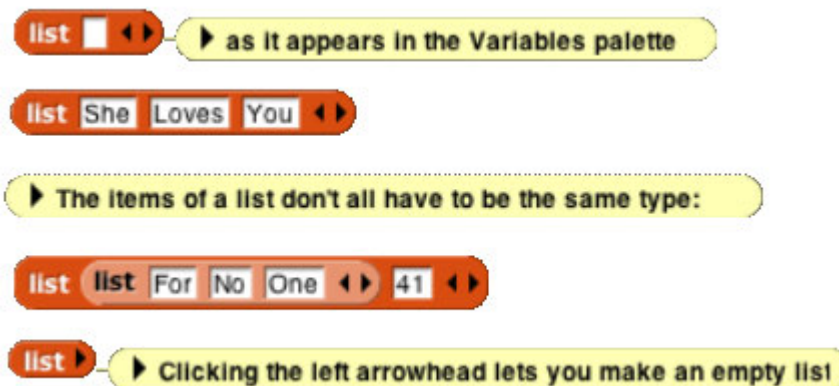 list as it appears in the Variables palette
list She Loves You
The items of a list don't all have to be the same type:
list list For No One 41
list Clicking the left arrowhead lets you make an empty list